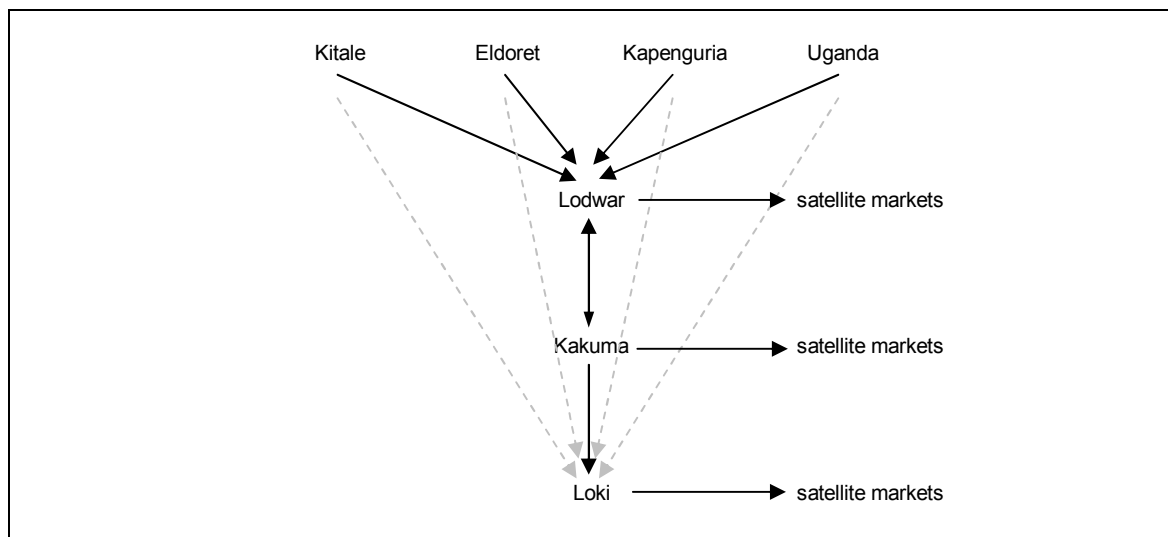 Kitale Eldoret Kapenguria Uganda
Lodwar satellite markets
Kakuma satellite markets
Loki satellite markets